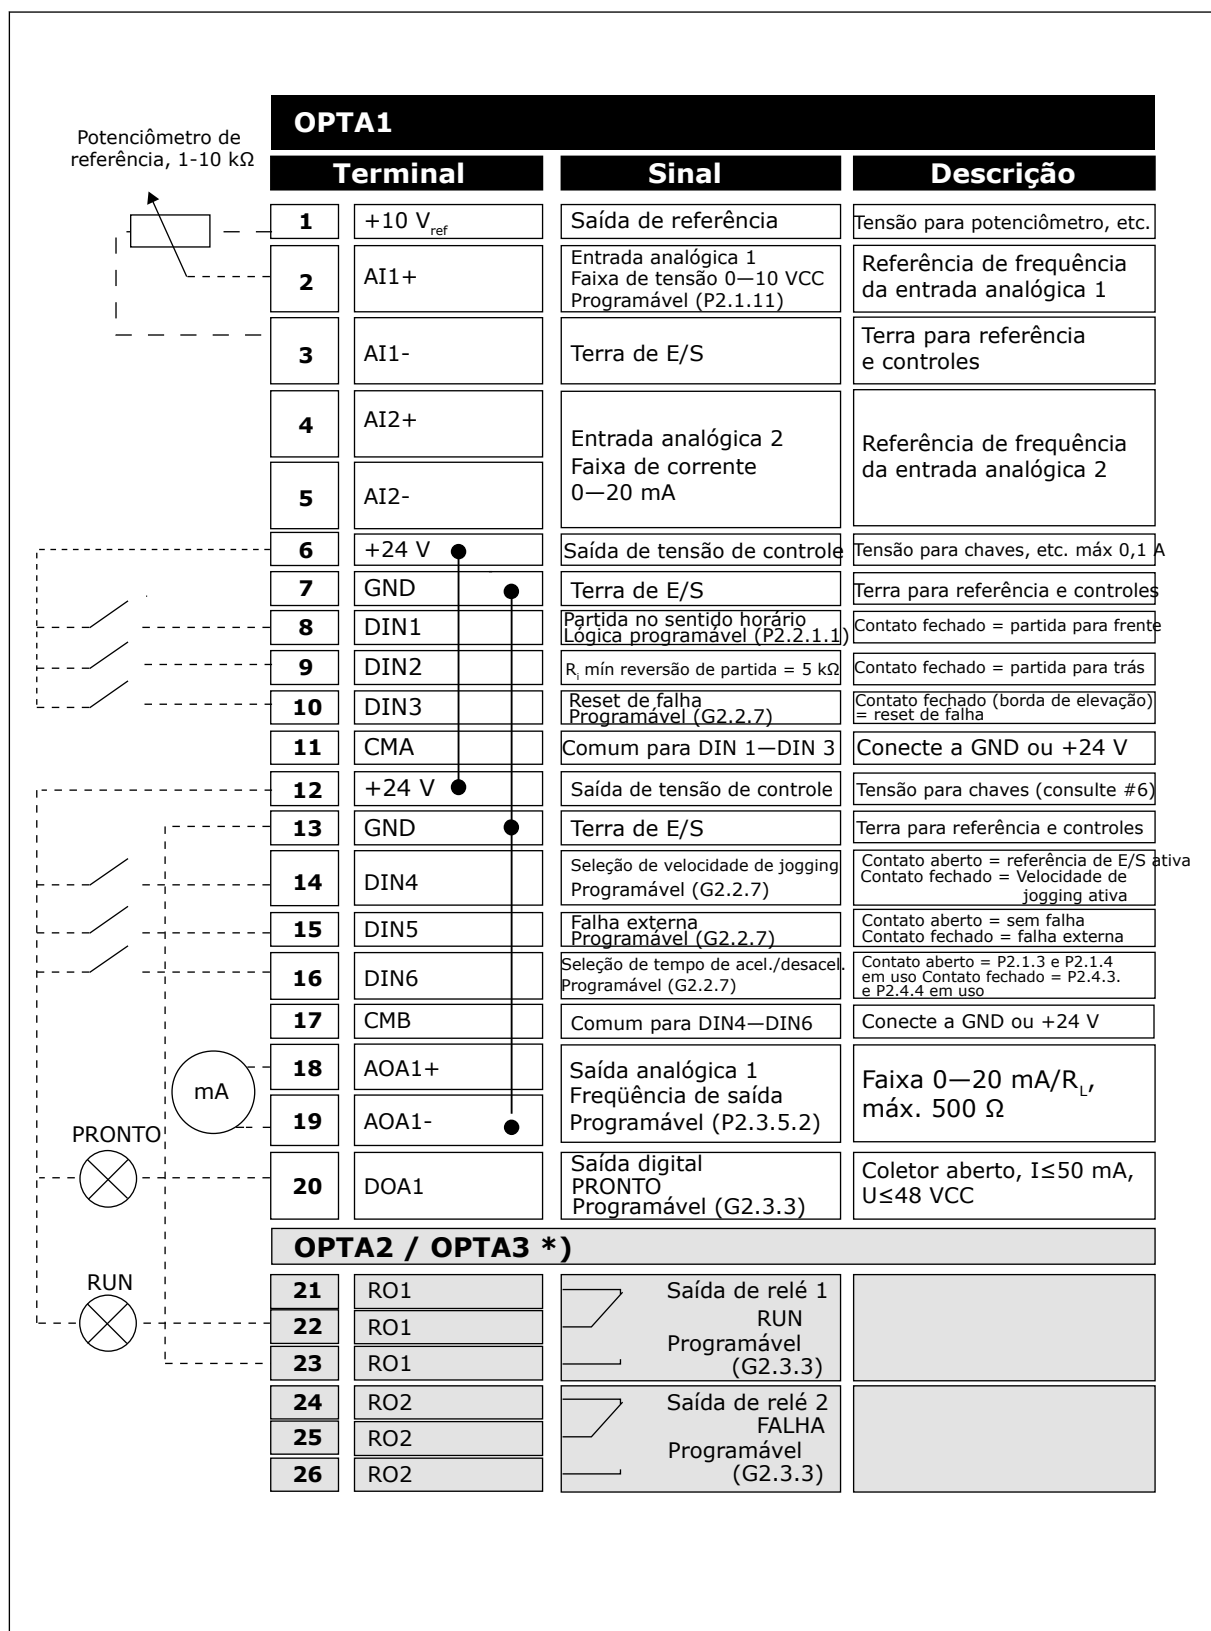 Potenciômetro de
referência, 1-10 kΩ
OPTA1
Terminal Sinal Descrição
1 +10 Vref Saída de referência Tensão para potenciômetro, etc.
2 AI1+ Entrada analógica 1
Faixa de tensão 0—10 VCC
Programável (P2.1.11)
Referência de frequência
da entrada analógica 1
3 AI1- Terra de E/S
Terra para referência
e controles
4 AI2+
5 AI2-
Entrada analógica 2
Faixa de corrente
0—20 mA
Referência de frequência
da entrada analógica 2
6 +24 V Saída de tensão de controle Tensão para chaves, etc. máx 0,1 A
7 GND Terra de E/S Terra para referência e controles
8 DIN1 Partida no sentido horário
Lógica programável (P2.2.1.1)
Contato fechado = partida para frente
9 DIN2 Ri mín reversão de partida = 5 kΩ Contato fechado = partida para trás
10 DIN3 Reset de falha
Programável (G2.2.7)
Contato fechado (borda de elevação)
= reset de falha
11 CMA Comum para DIN 1—DIN 3 Conecte a GND ou +24 V
12 +24 V Saída de tensão de controle Tensão para chaves (consulte #6)
13 GND Terra de E/S Terra para referência e controles
14 DIN4 Seleção de velocidade de jogging
Programável (G2.2.7)
Contato aberto = referência de E/S ativa
Contato fechado = Velocidade de
jogging ativa
15 DIN5 Falha externa
Programável (G2.2.7)
Contato aberto = sem falha
Contato fechado = falha externa
16 DIN6 Seleção de tempo de acel./desacel.
Programável (G2.2.7)
Contato aberto = P2.1.3 e P2.1.4
em uso Contato fechado = P2.4.3.
e P2.4.4 em uso
17 CMB Comum para DIN4—DIN6 Conecte a GND ou +24 V
mA
18 AOA1+
19 AOA1-
Saída analógica 1
Freqüência de saída
Programável (P2.3.5.2)
Faixa 0—20 mA/RL,
máx. 500 Ω
PRONTO
20 DOA1 Saída digital
PRONTO
Programável (G2.3.3)
Coletor aberto, I≤50 mA,
U≤48 VCC
OPTA2 / OPTA3 *)
RUN
21 RO1
22 RO1
23 RO1
Saída de relé 1
RUN
Programável
(G2.3.3)
24 RO2
25 RO2
26 RO2
Saída de relé 2
FALHA
Programável
(G2.3.3)